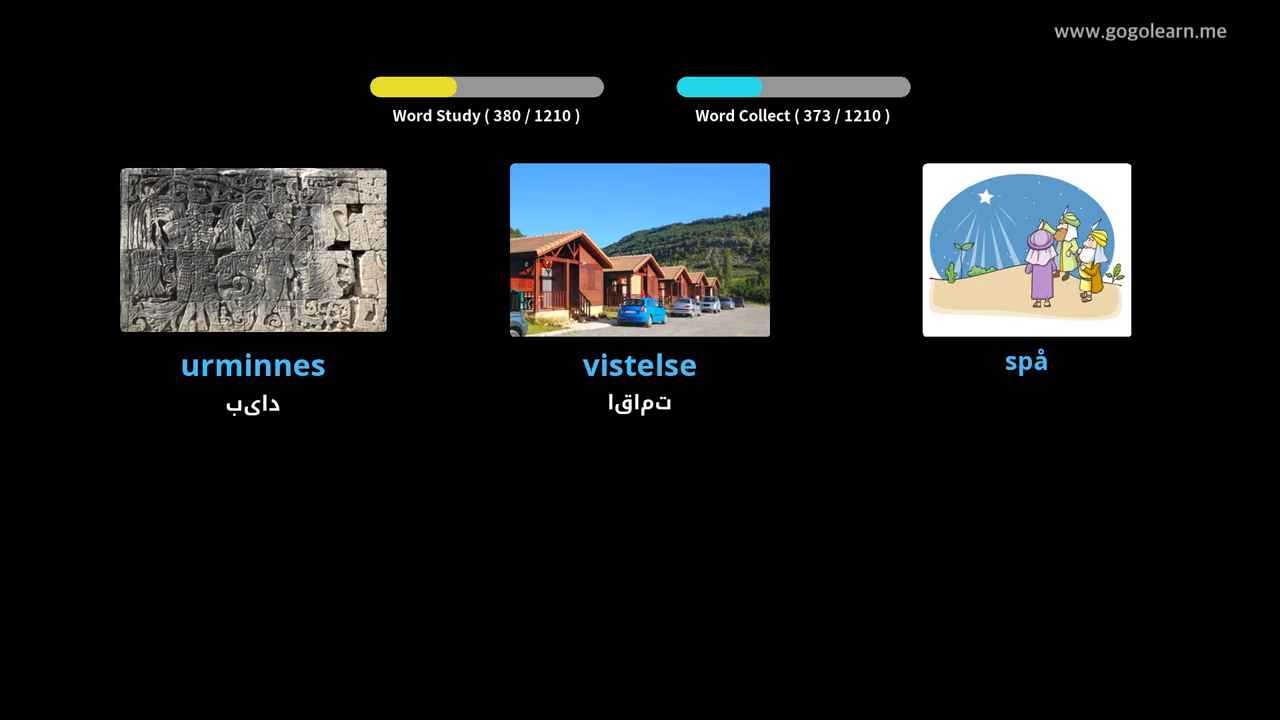 www.gogolearn.me
Word Study ( 380 / 1210 )
Word Collect ( 373 / 1210 )
urminnes
vistelse
spå
دایب
تماقا